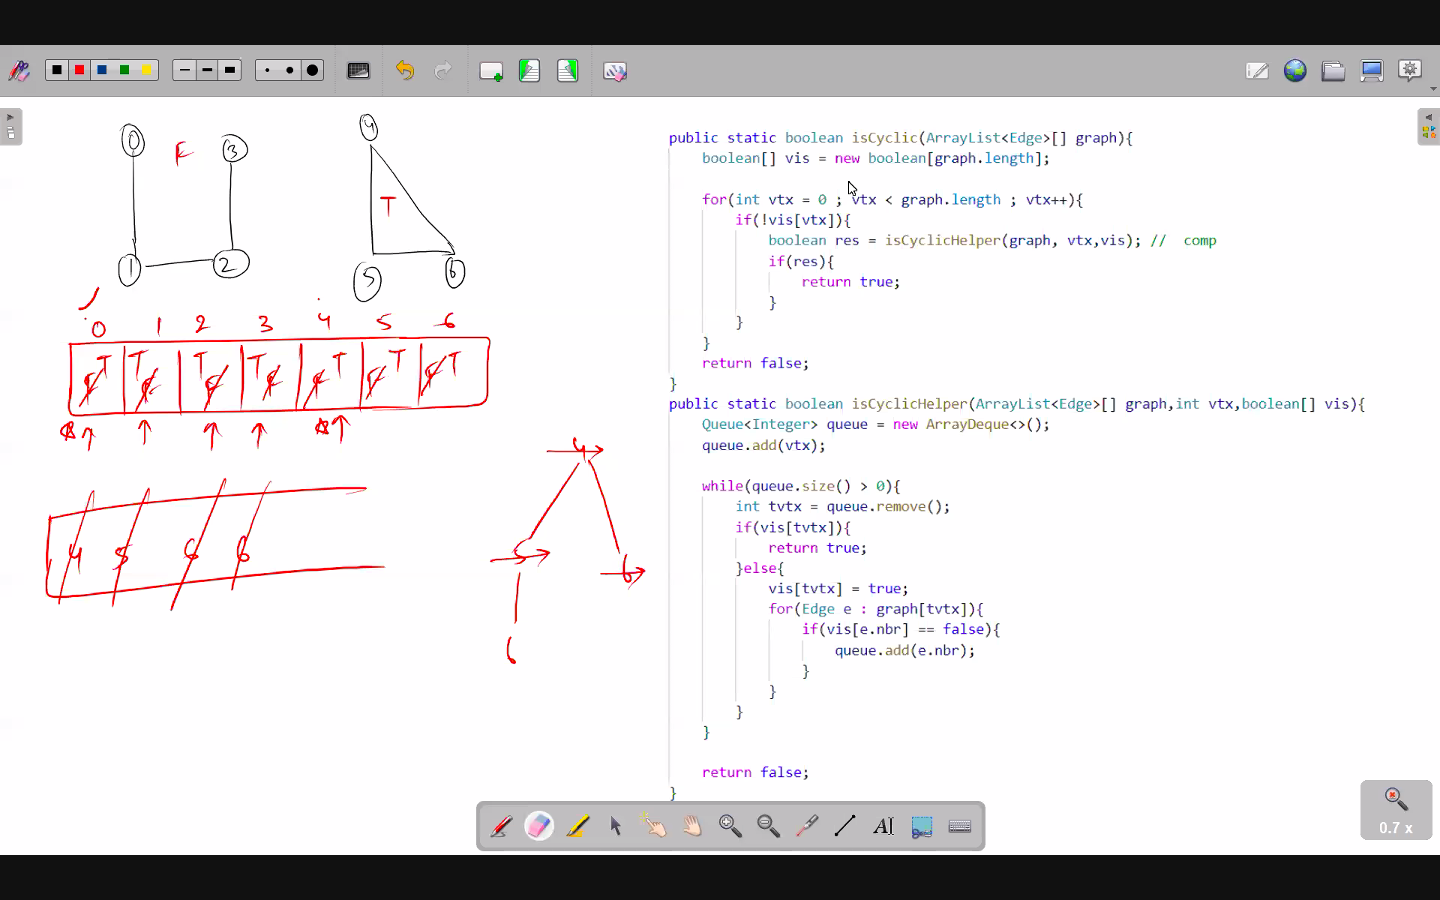 0
F
3
4
T
1
2
5
6
0 1 2 3 4 5 6
F T T F T F T F F T F T F T
4 5 6 6
4
5
6
6
public static boolean isCyclic(ArrayList<Edge>[] graph){
boolean[] vis = new boolean[graph.length];
for(int vtx = 0 ; vtx < graph.length ; vtx++){
if(!vis[vtx]){
boolean res = isCyclicHelper(graph, vtx,vis); // comp
if(res){
return true;
}
}
}
return false;
}
public static boolean isCyclicHelper(ArrayList<Edge>[] graph,int vtx,boolean[] vis){
Queue<Integer> queue = new ArrayDeque<>();
queue.add(vtx);
while(queue.size() > 0){
int tvtx = queue.remove();
if(vis[tvtx]){
return true;
}else{
vis[tvtx] = true;
for(Edge e : graph[tvtx]){
if(vis[e.nbr] == false){
queue.add(e.nbr);
}
}
}
}
return false;
}
AI
0.7 x